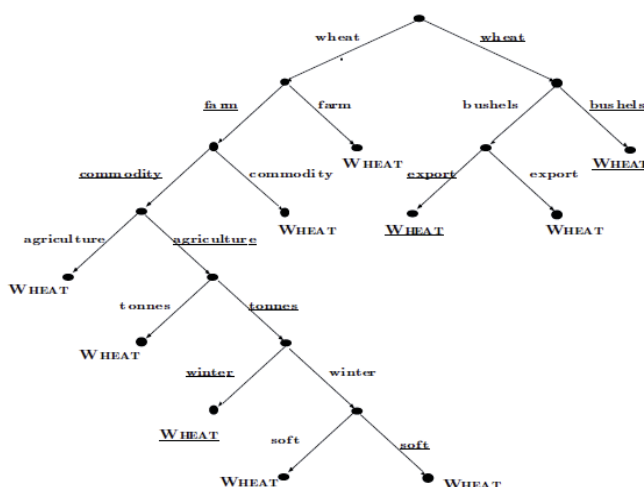 wheat wheat
farm farm bushels bushels
WHEAT WHEAT
commodity commodity export export
WHEAT WHEAT WHEAT
agriculture agriculture
WHEAT
tonnes tonnes
WHEAT
winter winter
WHEAT
soft soft
WHEAT WHEAT